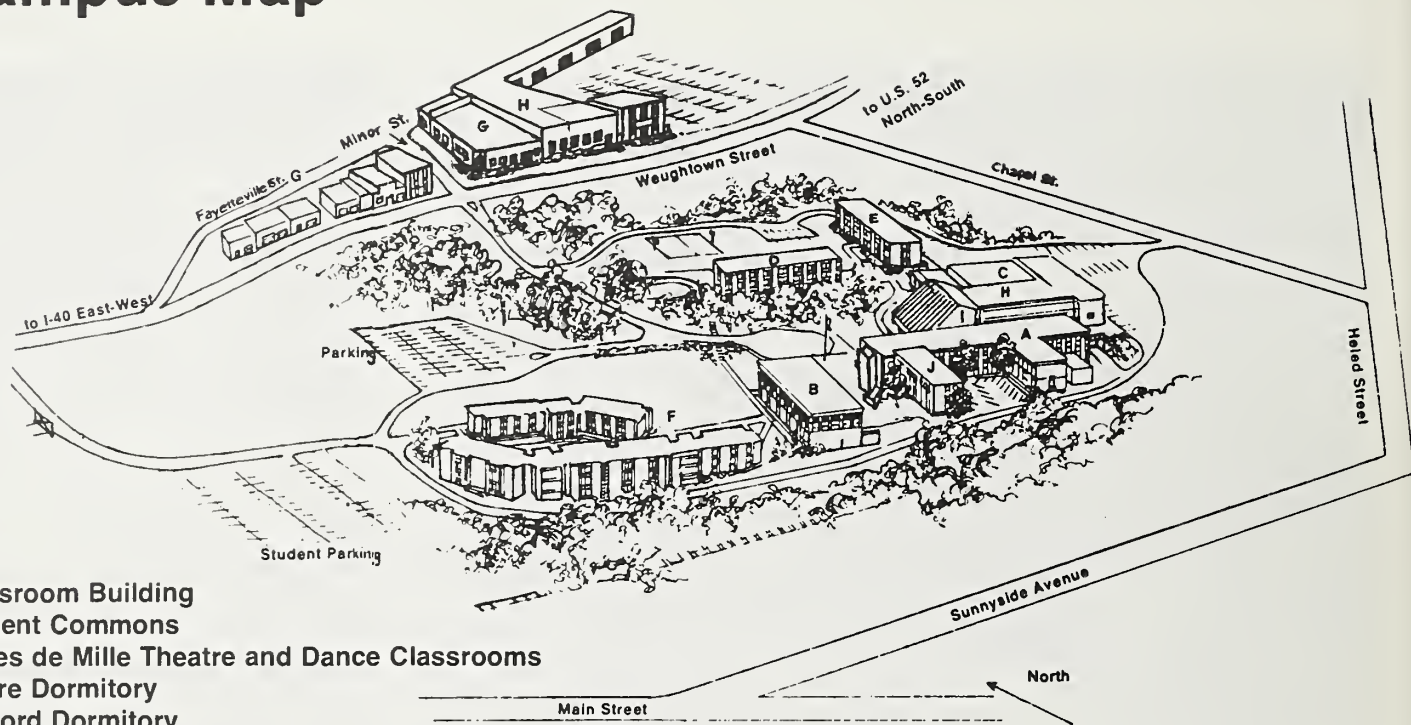 ampus Map
Minor St.
H
G
to U.S. 52
North-South
Waughtown Street
Chapel St.
Fayetteville St. G
E
D
C
H
to I-40 East-West
Parking
A
J
B
F
Heled Street
Student Parking
Sunnyside Avenue
North
Main Street
sroom Building
ent Commons
es de Mille Theatre and Dance Classrooms
re Dormitory
ord Dormitory